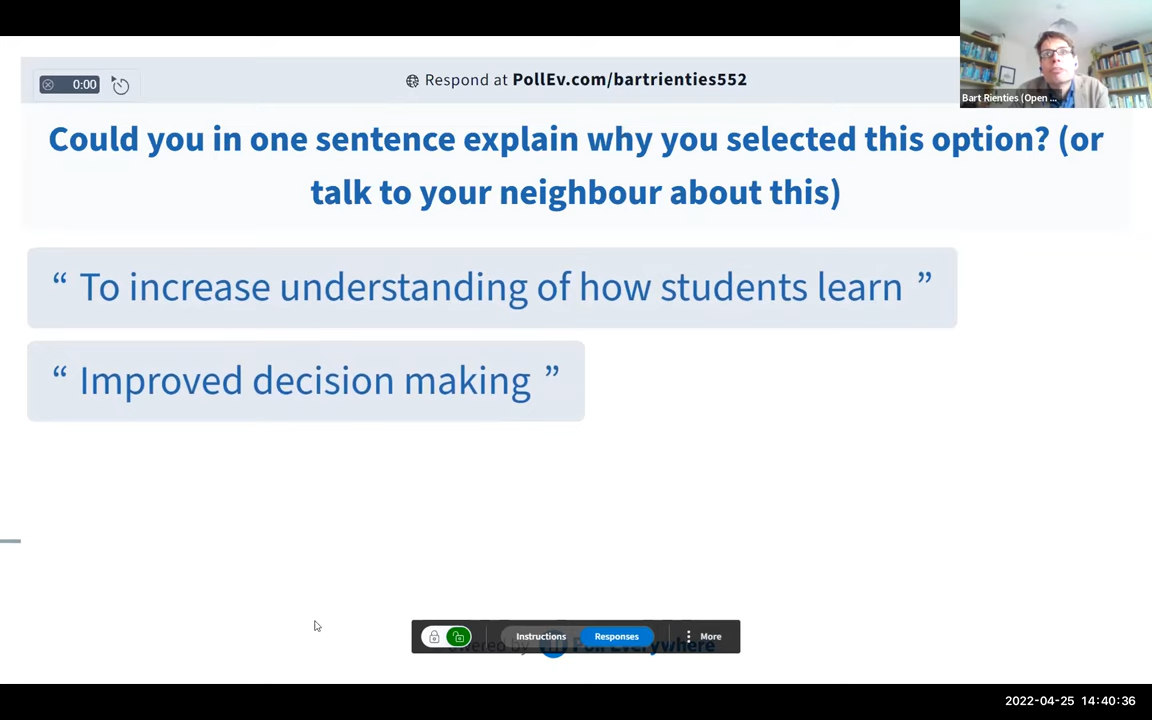 0:00
Respond at PollEv.com/bartrienties552
Bart Rienties (Open ...
Could you in one sentence explain why you selected this option? (or
talk to your neighbour about this)
“ To increase understanding of how students learn ”
“ Improved decision making ”
Instructions Responses More
Poll Everywhere
2022-04-25 14:40:36